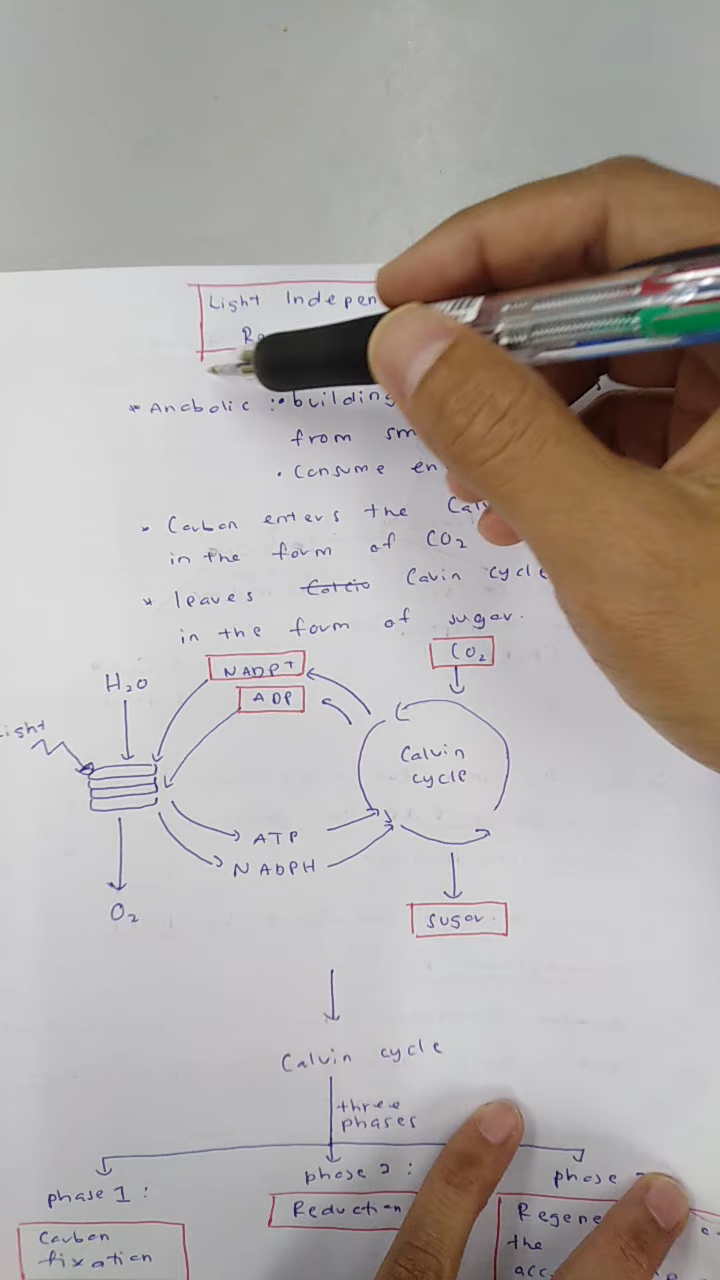 Light Indepen
* Anabolic : • building
from sm
• Consume en
* Carbon enters the Cal
in the form of CO2
* leaves Calvin cycle
in the form of sugar.
NADP+
CO2
H2O
ADP
Light
Calvin
cycle
ATP
NADPH
O2
sugar.
Calvin cycle
three
phases
phase 1 :
phase 2 :
phase
Carbon
fixation
Reduction
Regene
the
acc